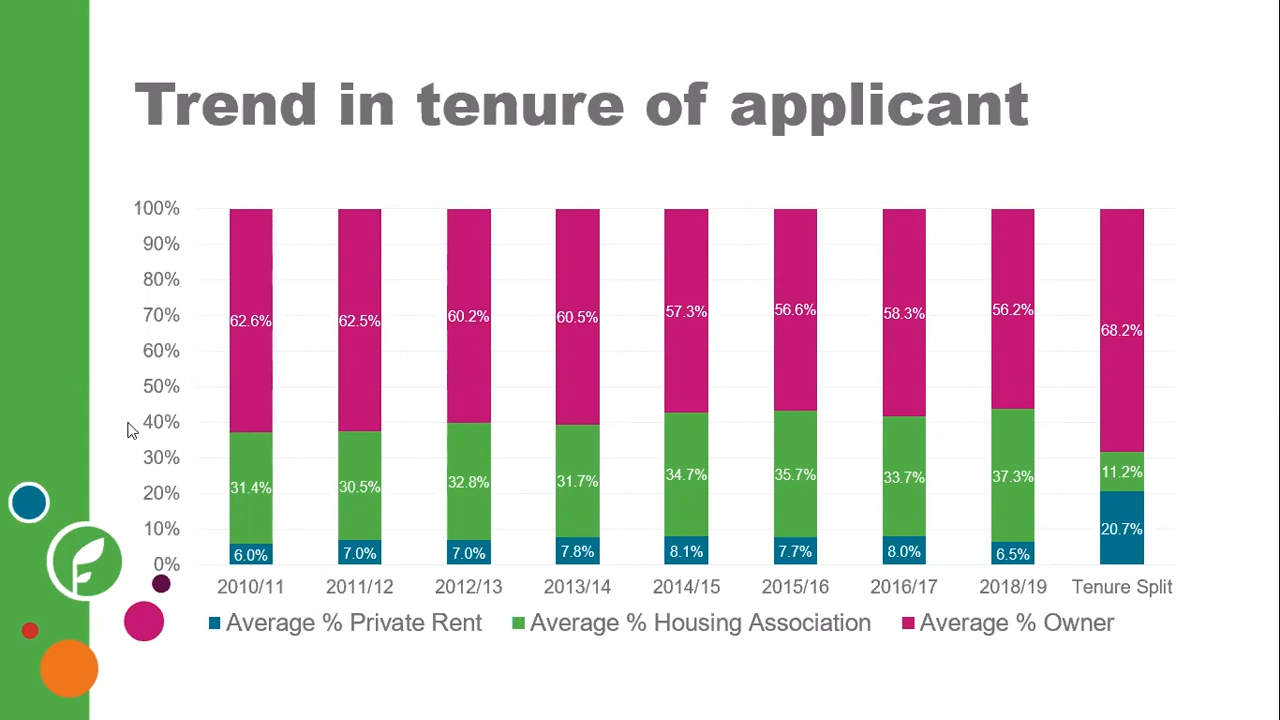 Trend in tenure of applicant
100%
90%
80%
70%
60%
50%
40%
30%
20%
10%
0%
62.6% 62.5% 60.2% 60.5% 57.3% 56.6% 58.3% 56.2% 68.2%
31.4% 30.5% 32.8% 31.7% 34.7% 35.7% 33.7% 37.3% 11.2%
6.0% 7.0% 7.0% 7.8% 8.1% 7.7% 8.0% 6.5% 20.7%
2010/11 2011/12 2012/13 2013/14 2014/15 2015/16 2016/17 2018/19 Tenure Split
Average % Private Rent Average % Housing Association Average % Owner